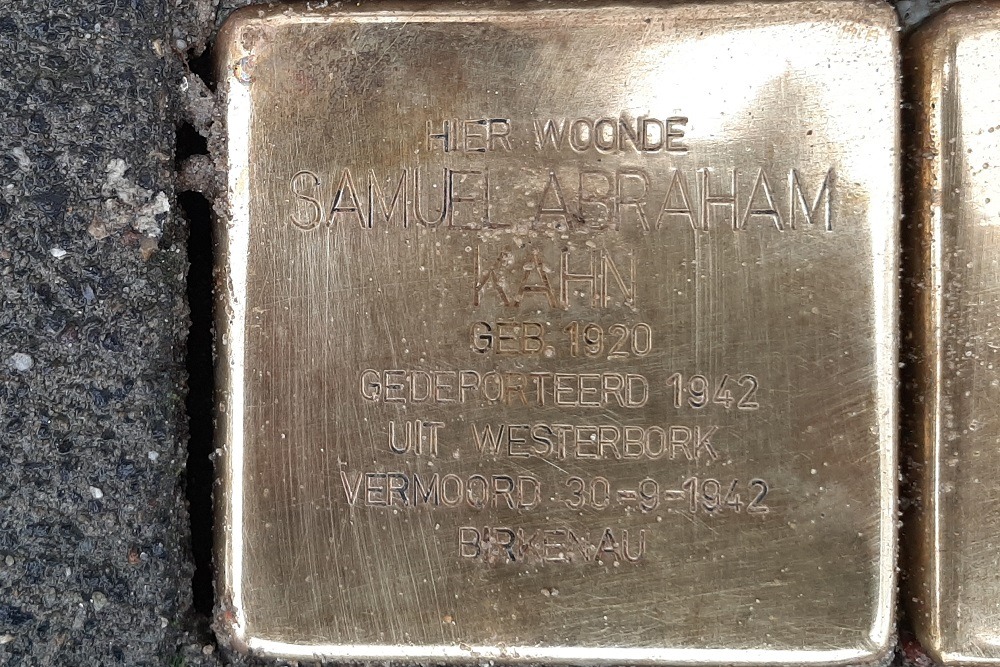 HIER WOONDE
SAMUEL ABRAHAM
KAHN
GEB. 1920
GEDEPORTEERD 1942
UIT WESTERBORK
VERMOORD 30-9-1942
BIRKENAU